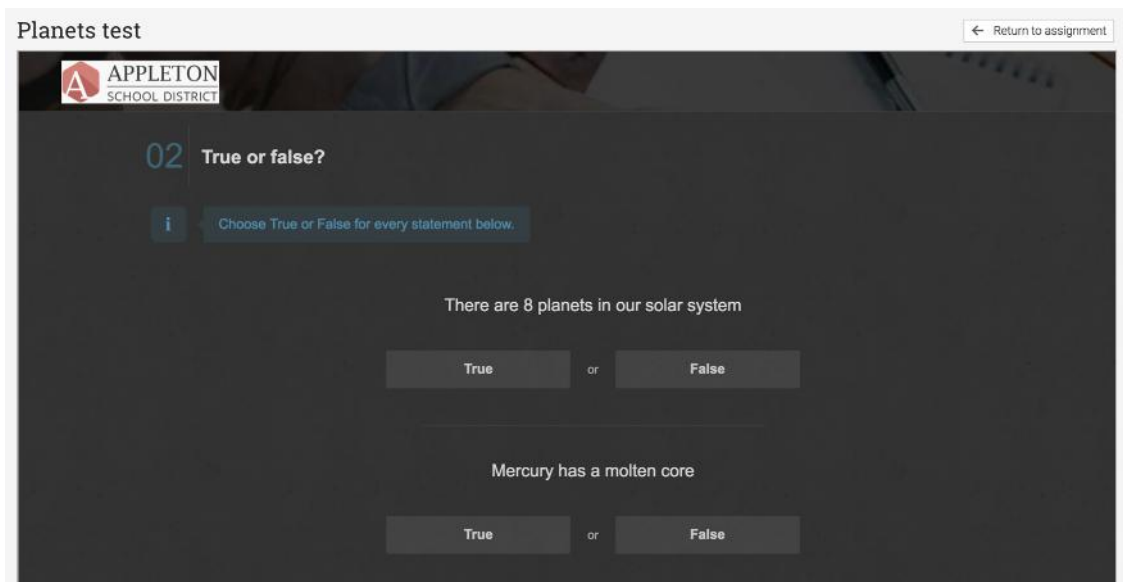 Planets test
← Return to assignment
A APPLETON
SCHOOL DISTRICT
02 True or false?
i Choose True or False for every statement below.
There are 8 planets in our solar system
True or False
Mercury has a molten core
True or False